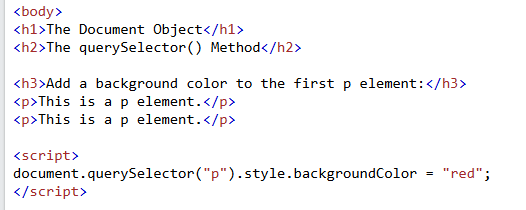 <body>
<h1>The Document Object</h1>
<h2>The querySelector() Method</h2>
<h3>Add a background color to the first p element:</h3>
<p>This is a p element.</p>
<p>This is a p element.</p>
<script>
document.querySelector("p").style.backgroundColor = "red";
</script>